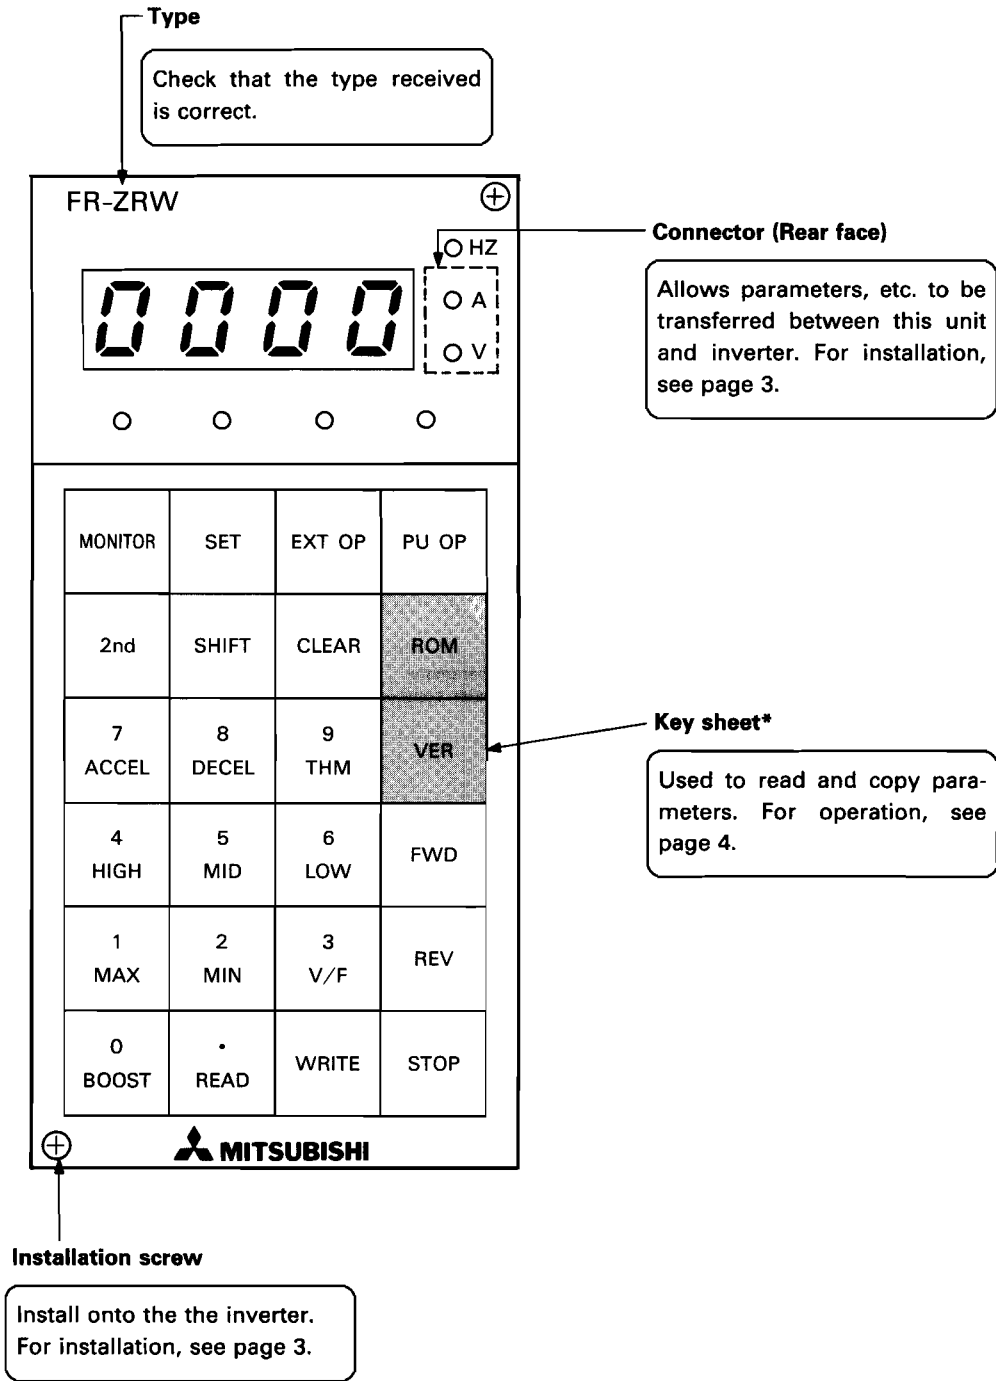 Type
Check that the type received
is correct.
FR-ZRW
HZ
0000
A
V
Connector (Rear face)
Allows parameters, etc. to be
transferred between this unit
and inverter. For installation,
see page 3.
MONITOR SET EXT OP PU OP
2nd SHIFT CLEAR ROM
7 8 9 VER
ACCEL DECEL THM
Key sheet*
Used to read and copy para-
meters. For operation, see
page 4.
4 5 6 FWD
HIGH MID LOW
1 2 3 REV
MAX MIN V/F
0 · WRITE STOP
BOOST READ
MITSUBISHI
Installation screw
Install onto the the inverter.
For installation, see page 3.